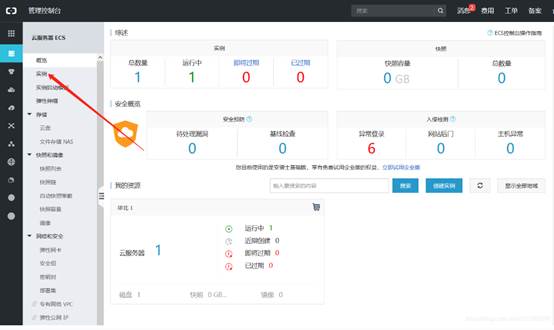 管理控制台
搜索
消息 2 费用 工单 备案
云服务器 ECS
概览
实例
弹性伸缩
存储
云盘
文件存储 NAS
快照和镜像
快照列表
快照链
自动快照策略
快照容量
镜像
网络和安全
弹性网卡
安全组
密钥对
部署集
专有网络 VPC
弹性公网 IP
综述
ECS控制台操作指南
实例
总数量 运行中 即将过期 已过期
1 1 0 0
快照
快照容量 总数量
0 GB 0
安全概览
安全预防
待处理漏洞 基线检查
0 0
入侵检测
异常登录 网站后门 主机异常
6 0 0
您目前使用的是安骑士基础版，享有免费试用企业版的权益。立即试用企业版
我的资源
输入要搜索的内容
搜索
创建实例
显示全部地域
华北 1
云服务器 1
运行中 1
近期创建 0
即将过期 0
已过期 0
磁盘 1
快照 0 GB...
镜像 0